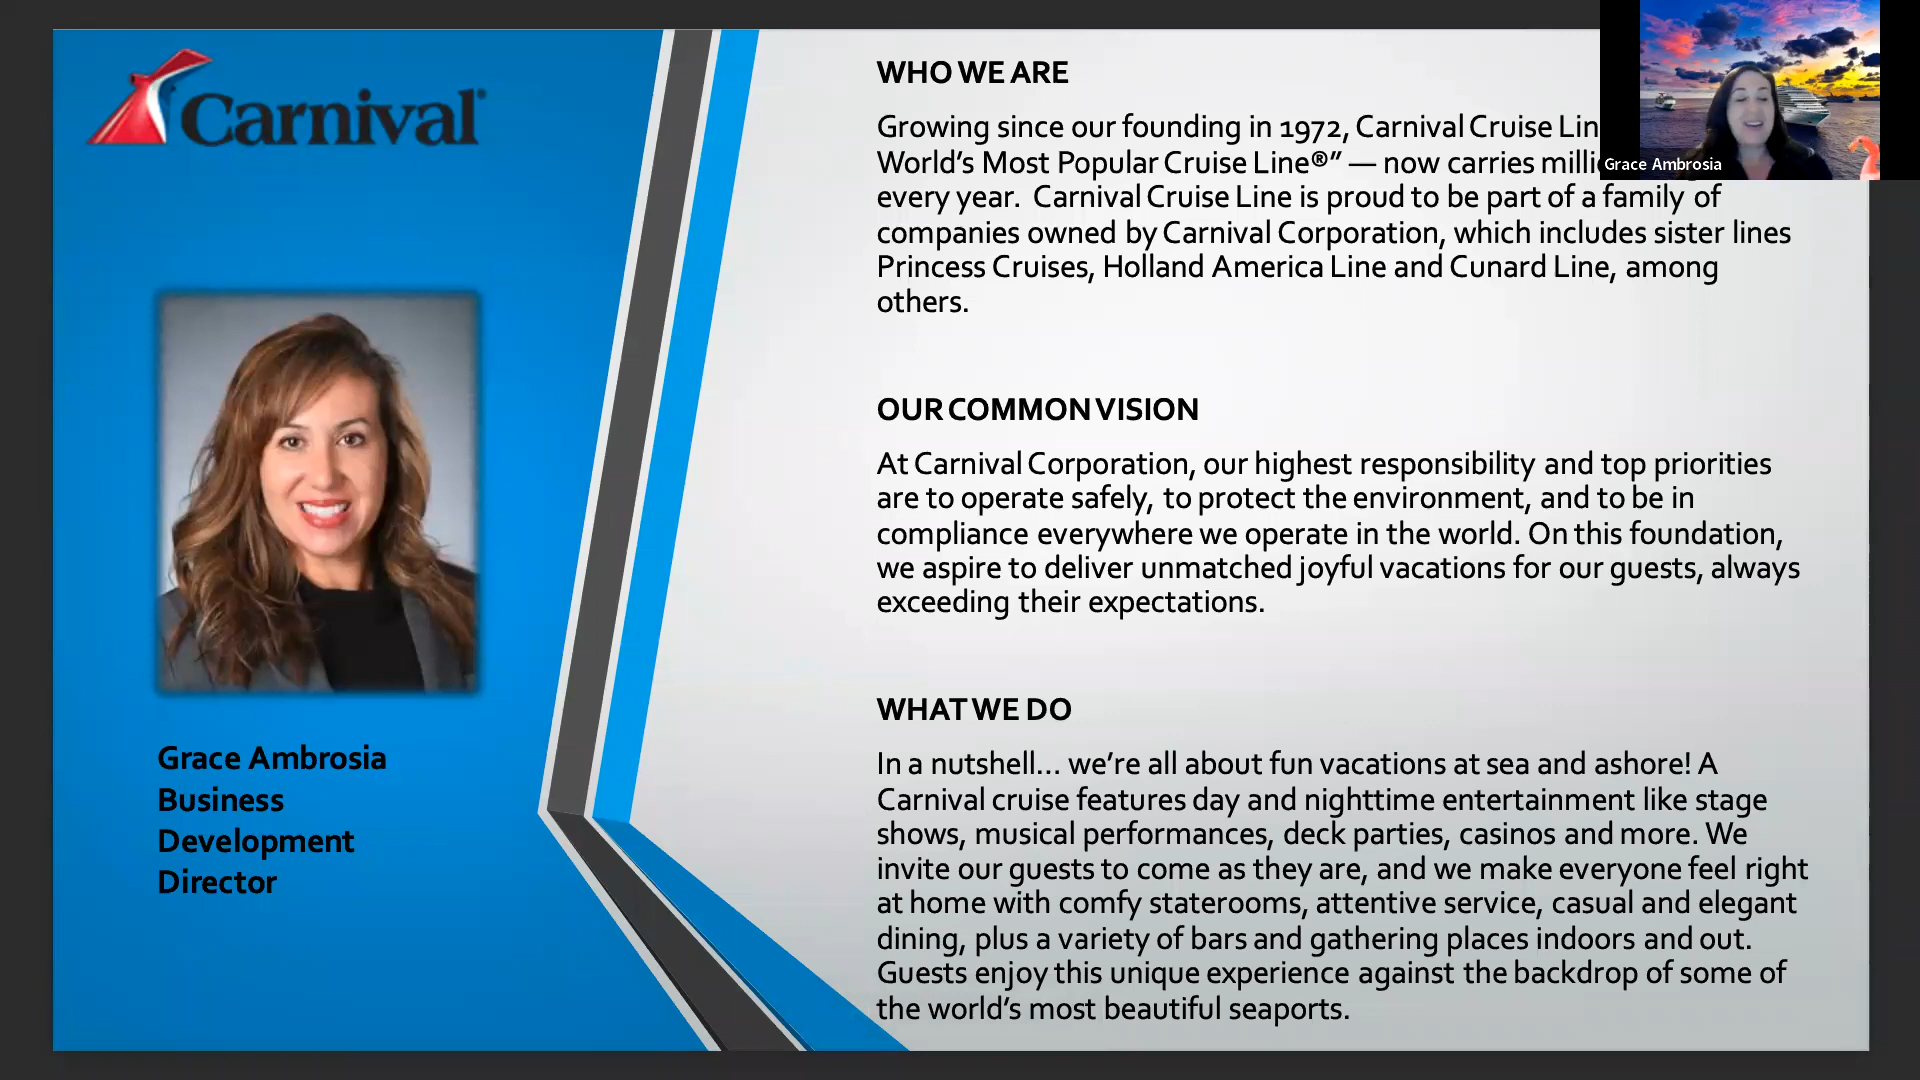 Carnival
Grace Ambrosia
Business
Development
Director
WHO WE ARE
Growing since our founding in 1972, Carnival Cruise
World’s Most Popular Cruise Line®” — now carries
every year. Carnival Cruise Line is proud to be part of a family of
companies owned by Carnival Corporation, which includes sister lines
Princess Cruises, Holland America Line and Cunard Line, among
others.
OUR COMMON VISION
At Carnival Corporation, our highest responsibility and top priorities
are to operate safely, to protect the environment, and to be in
compliance everywhere we operate in the world. On this foundation,
we aspire to deliver unmatched joyful vacations for our guests, always
exceeding their expectations.
WHAT WE DO
In a nutshell... we’re all about fun vacations at sea and ashore! A
Carnival cruise features day and nighttime entertainment like stage
shows, musical performances, deck parties, casinos and more. We
invite our guests to come as they are, and we make everyone feel right
at home with comfy staterooms, attentive service, casual and elegant
dining, plus a variety of bars and gathering places indoors and out.
Guests enjoy this unique experience against the backdrop of some of
the world’s most beautiful seaports.
Grace Ambrosia